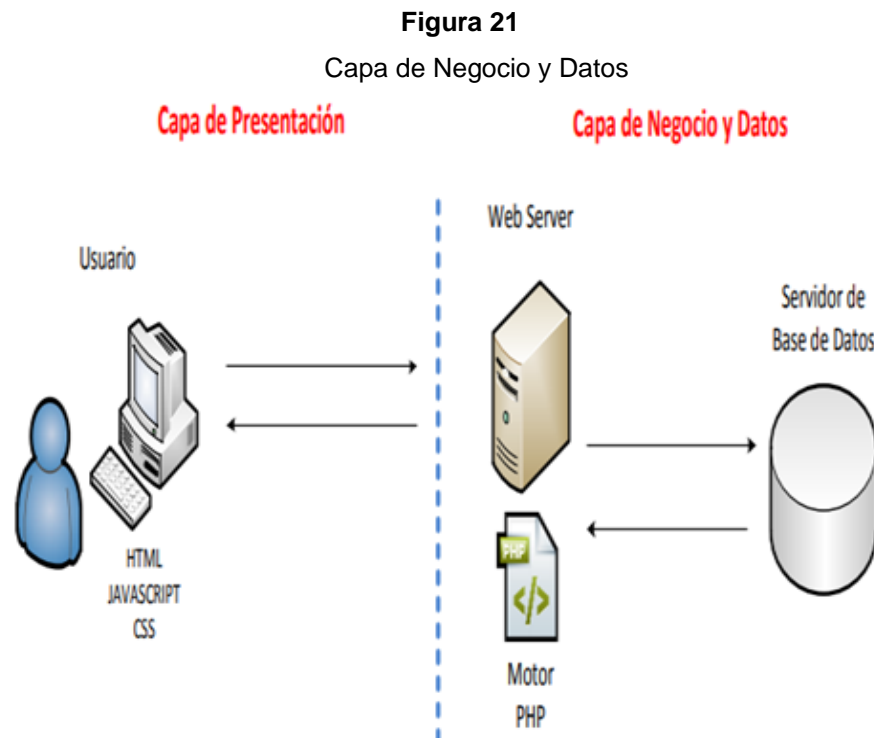 Figura 21
Capa de Negocio y Datos
Capa de Presentación
Capa de Negocio y Datos
Web Server
Usuario
Servidor de
Base de Datos
HTML
JAVASCRIPT
CSS
PHP
</>
Motor
PHP